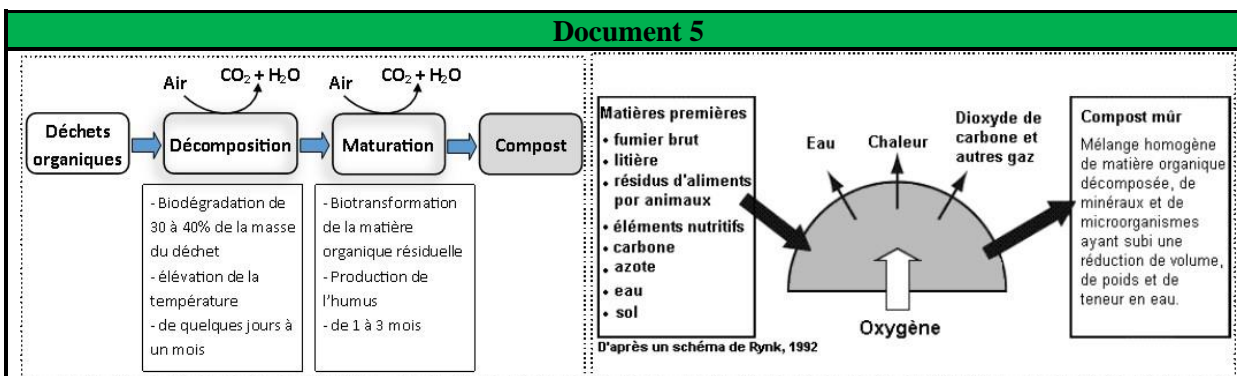 Document 5
Air
CO₂ + H₂O
Air
CO₂ + H₂O
Déchets
organiques
Décomposition
Maturation
Compost
- Biodégradation de
30 à 40% de la masse
du déchet
- élévation de la
température
- de quelques jours à
un mois
- Biotransformation
de la matière
organique résiduelle
- Production de
l'humus
- de 1 à 3 mois
Matières premières
• fumier brut
• litière
• résidus d'aliments
por animaux
• éléments nutritifs
• carbone
• azote
• eau
• sol
Eau
Chaleur
Dioxyde de
carbone et
autres gaz
Oxygène
Compost mûr
Mélange homogène
de matière organique
décomposée, de
minéraux et de
microorganismes
ayant subi une
réduction de volume,
de poids et de
teneur en eau.
D'après un schéma de Rynk, 1992